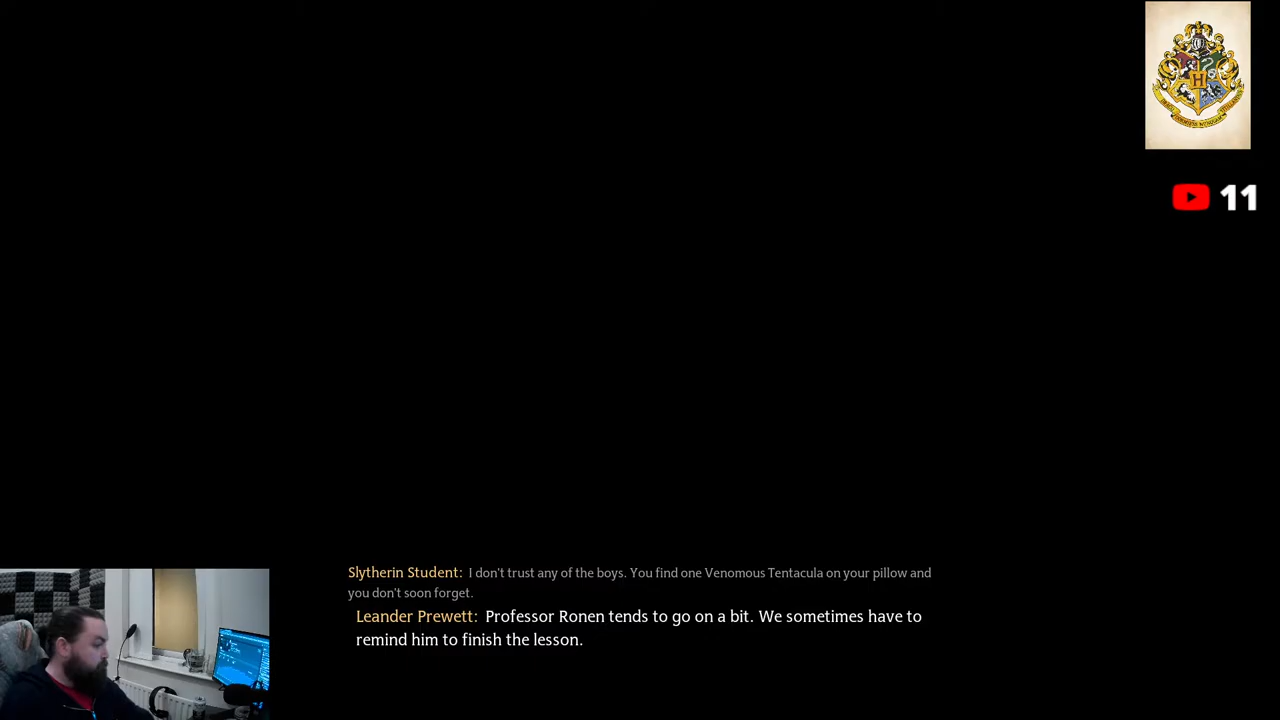 H
11
Slytherin Student: I don't trust any of the boys. You find one Venomous Tentacula on your pillow and
you don't soon forget.
Leander Prewett: Professor Ronen tends to go on a bit. We sometimes have to
remind him to finish the lesson.